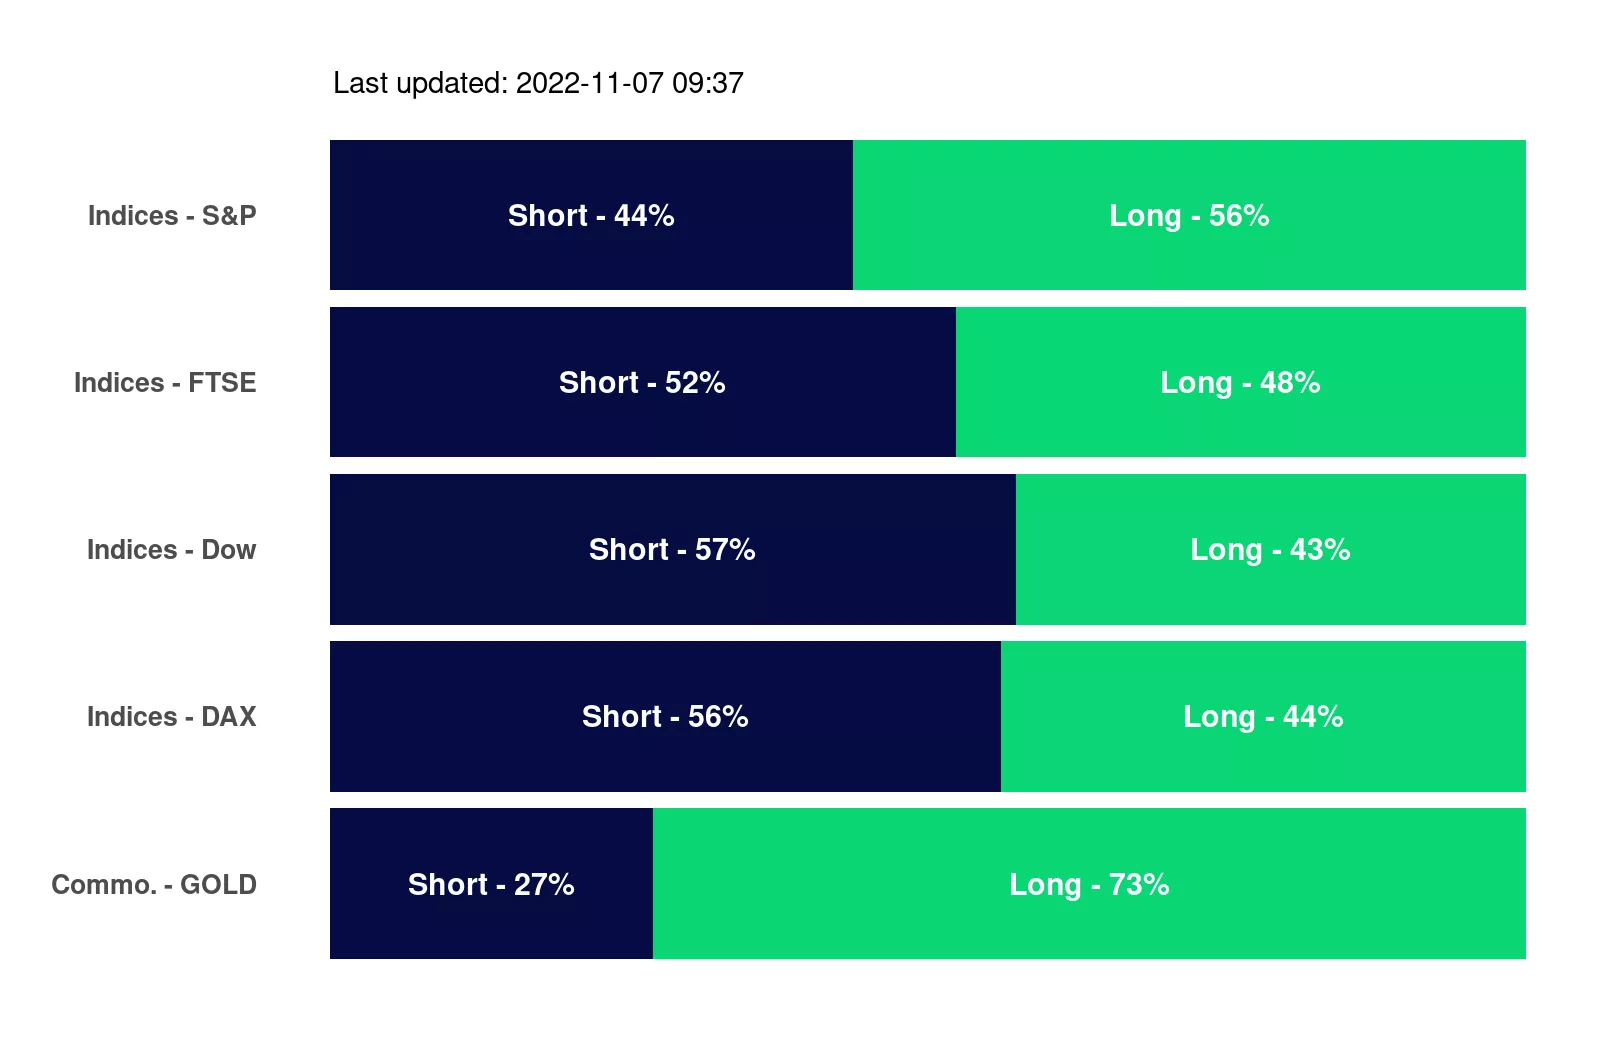 Last updated: 2022-11-07 09:37
Indices - S&P Short - 44% Long - 56%
Indices - FTSE Short - 52% Long - 48%
Indices - Dow Short - 57% Long - 43%
Indices - DAX Short - 56% Long - 44%
Commo. - GOLD Short - 27% Long - 73%